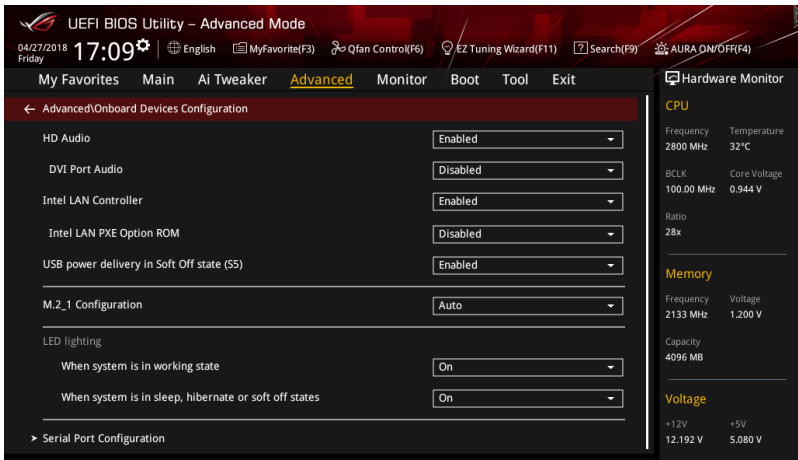 UEFI BIOS Utility – Advanced Mode
04/27/2018 Friday 17:09 English MyFavorite(F3) Qfan Control(F6) EZ Tuning Wizard(F11) ? Search(F9) AURA ON/OFF(F4)
My Favorites Main Ai Tweaker Advanced Monitor Boot Tool Exit
← Advanced\Onboard Devices Configuration
HD Audio Enabled
DVI Port Audio Disabled
Intel LAN Controller Enabled
Intel LAN PXE Option ROM Disabled
USB power delivery in Soft Off state (S5) Enabled
M.2_1 Configuration Auto
LED lighting
When system is in working state On
When system is in sleep, hibernate or soft off states On
> Serial Port Configuration
Hardware Monitor
CPU
Frequency Temperature
2800 MHz 32°C
BCLK Core Voltage
100.00 MHz 0.944 V
Ratio
28x
Memory
Frequency Voltage
2133 MHz 1.200 V
Capacity
4096 MB
Voltage
+12V +5V
12.192 V 5.080 V